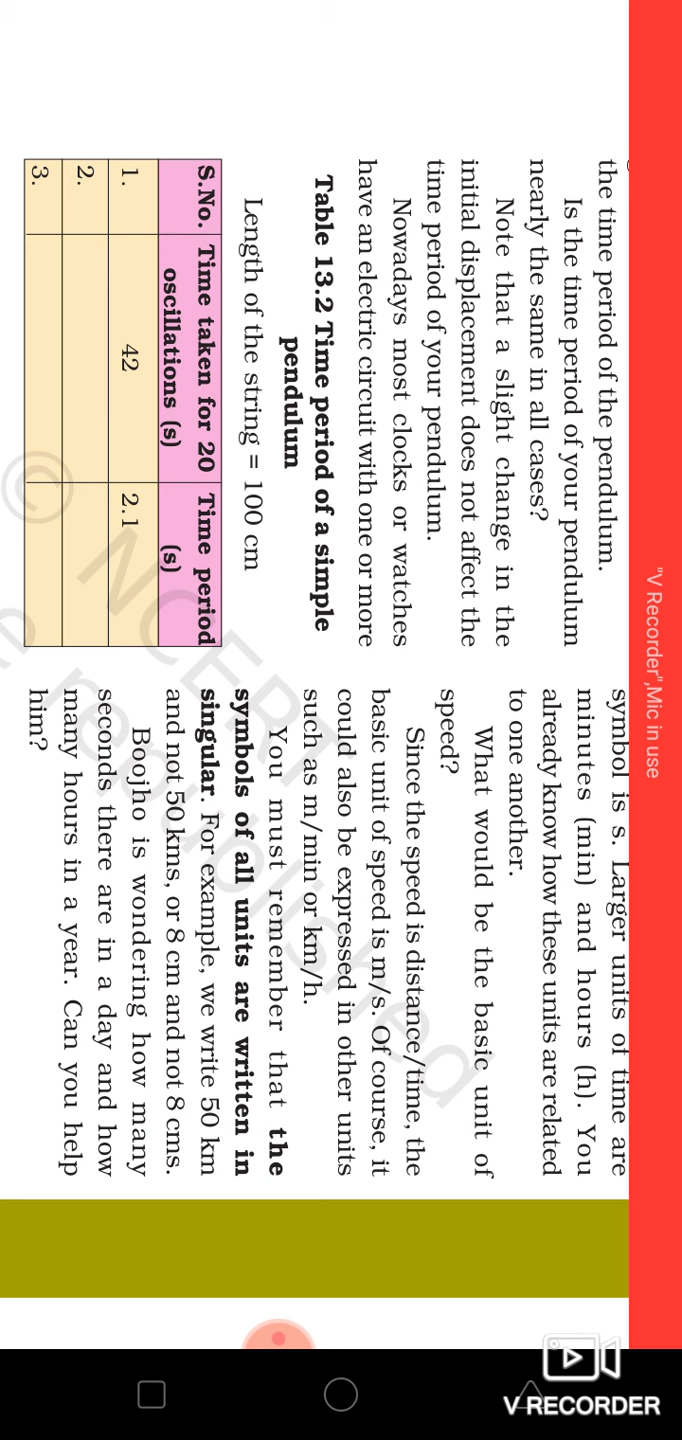 "V Recorder",Mic in use
the time period of the pendulum.
Is the time period of your pendulum
nearly the same in all cases?
Note that a slight change in the
initial displacement does not affect the
time period of your pendulum.
Nowadays most clocks or watches
have an electric circuit with one or more
Table 13.2 Time period of a simple
pendulum
Length of the string = 100 cm
S.No. Time taken for 20 Time period
oscillations (s) (s)
1. 42 2.1
2.
3.
symbol is s. Larger units of time are
minutes (min) and hours (h). You
already know how these units are related
to one another.
What would be the basic unit of
speed?
Since the speed is distance/time, the
basic unit of speed is m/s. Of course, it
could also be expressed in other units
such as m/min or km/h.
You must remember that the
symbols of all units are written in
singular. For example, we write 50 km
and not 50 kms, or 8 cm and not 8 cms.
Boojho is wondering how many
seconds there are in a day and how
many hours in a year. Can you help
him?
© NCERT
republished
V RECORDER